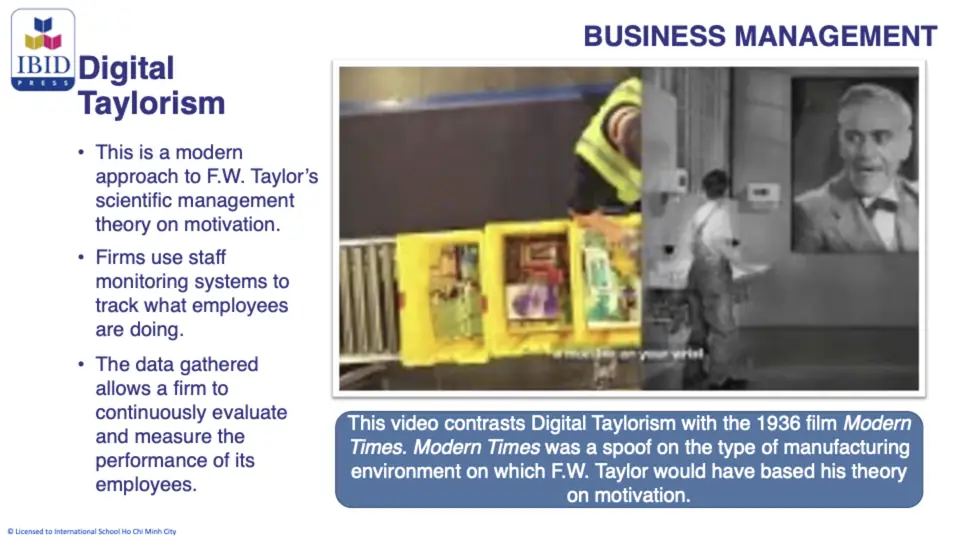 BUSINESS MANAGEMENT
IBID
PRESS
Digital
Taylorism
• This is a modern
approach to F.W. Taylor's
scientific management
theory on motivation.
• Firms use staff
monitoring systems to
track what employees
are doing.
• The data gathered
allows a firm to
continuously evaluate
and measure the
performance of its
employees.
on your wrist
This video contrasts Digital Taylorism with the 1936 film Modern
Times. Modern Times was a spoof on the type of manufacturing
environment on which F.W. Taylor would have based his theory
on motivation.
© Licensed to International School Ho Chi Minh City